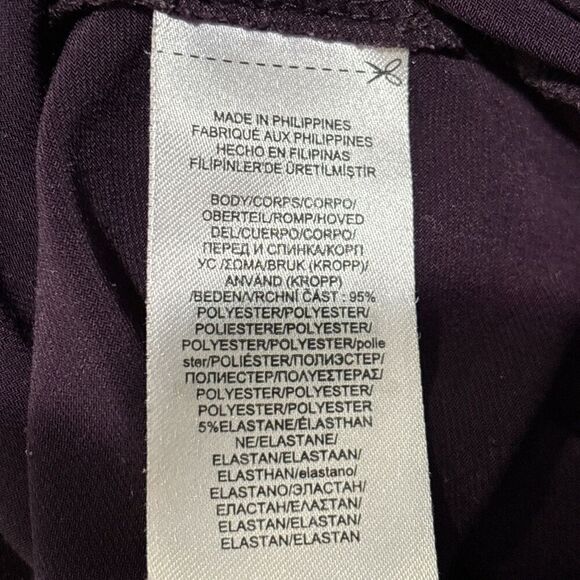 MADE IN PHILIPPINES
FABRIQUÉ AUX PHILIPPINES
HECHO EN FILIPINAS
FİLİPİNLER'DE ÜRETİLMİŞTİR
BODY/CORPS/CORPO/
OBERTEIL/ROMP/HOVED
DEL/CUERPO/CORPO/
ПЕРЕД И СПИНКА/КОРП
УС /ΣΩΜΑ/BRUK (KROPP)/
ANVÄND (KROPP)
/BEDEN/VRCHNÍ ČÁST : 95%
POLYESTER/POLYESTER/
POLIESTERE/POLYESTER/
POLYESTER/POLYESTER/polie
ster/POLIÉSTER/ПОЛИЭСТЕР/
ПОЛИЕСТЕР/ΠΟΛΥΕΣΤΕΡΑΣ/
POLYESTER/POLYESTER/
POLYESTER/POLYESTER
5%ELASTANE/ÉLASTHAN
NE/ELASTANE/
ELASTAN/ELASTAAN/
ELASTHAN/elastano/
ELASTANO/ЭЛАСТАН/
ЕЛАСТАН/ΕΛΑΣΤΑΝ/
ELASTAN/ELASTAN/
ELASTAN/ELASTAN